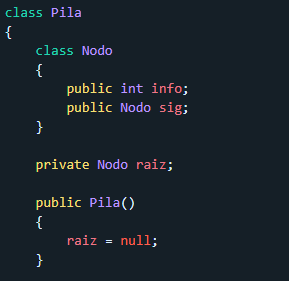 class Pila
{
    class Nodo
    {
        public int info;
        public Nodo sig;
    }

    private Nodo raiz;

    public Pila()
    {
        raiz = null;
    }